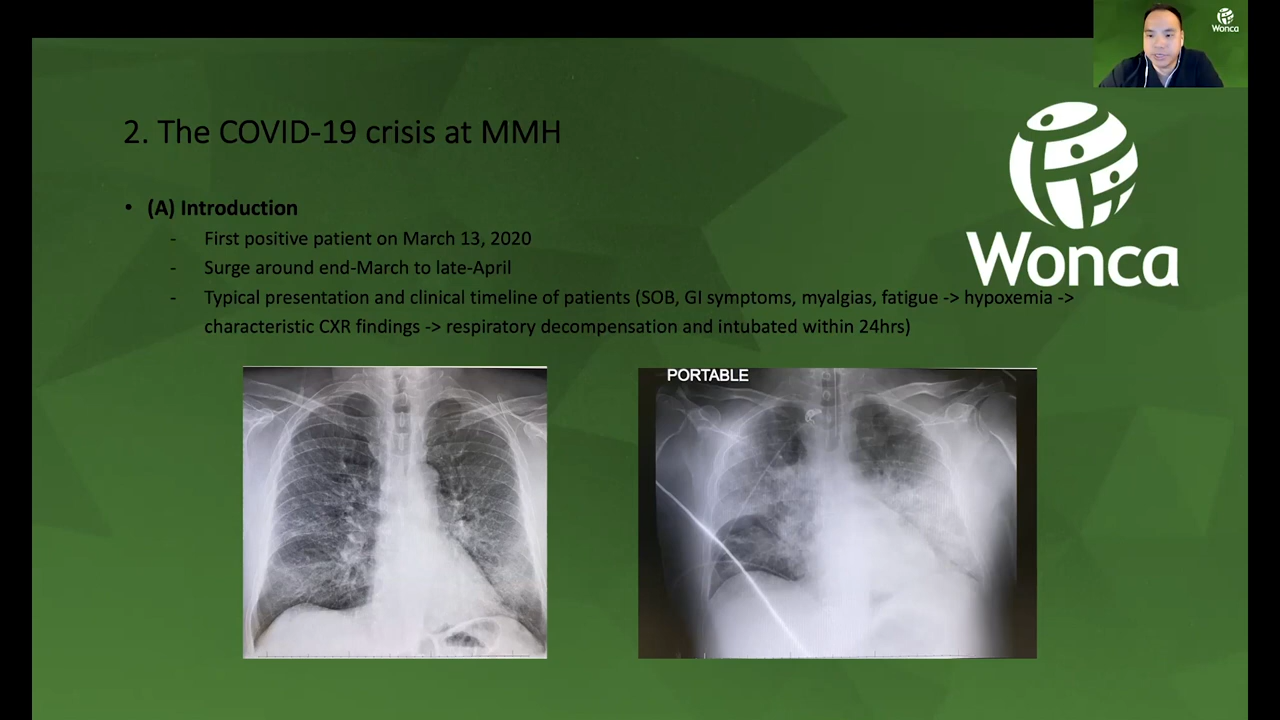 Wonca
2. The COVID-19 crisis at MMH
Wonca
• (A) Introduction
- First positive patient on March 13, 2020
- Surge around end-March to late-April
- Typical presentation and clinical timeline of patients (SOB, GI symptoms, myalgias, fatigue -> hypoxemia ->
characteristic CXR findings -> respiratory decompensation and intubated within 24hrs)
PORTABLE